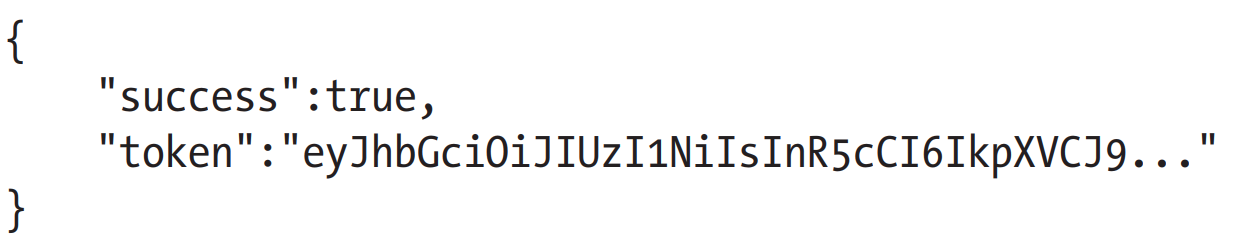 {
"success":true,
"token":"eyJhbGciOiJIUzI1NiIsInR5cCI6IkpXVCJ9..."
}